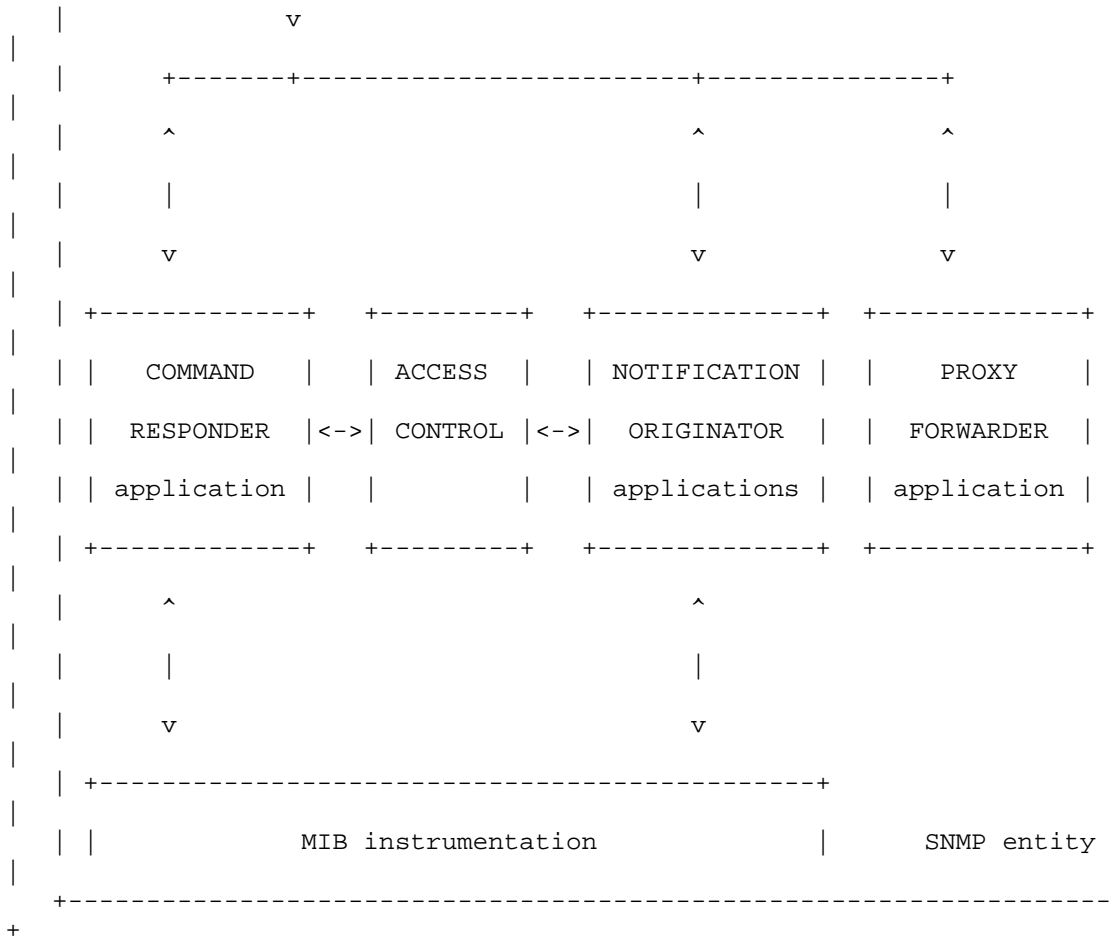 |              v
|
   |      +-------+-------------------------+---------------+
|
   |      ^                                 ^               ^
|
   |      |                                 |               |
|
   |      v                                 v               v
|
   | +-------------+   +---------+   +--------------+  +-------------+
|
   | |   COMMAND   |   | ACCESS  |   | NOTIFICATION |  |    PROXY    |
|
   | |  RESPONDER  |<->| CONTROL |<->|  ORIGINATOR  |  |  FORWARDER  |
|
   | | application |   |         |   | applications |  | application |
|
   | +-------------+   +---------+   +--------------+  +-------------+
|
   |      ^                                 ^
|
   |      |                                 |
|
   |      v                                 v
|
   | +----------------------------------------------+
|
   | |             MIB instrumentation              |      SNMP entity
|
   +-------------------------------------------------------------------
+